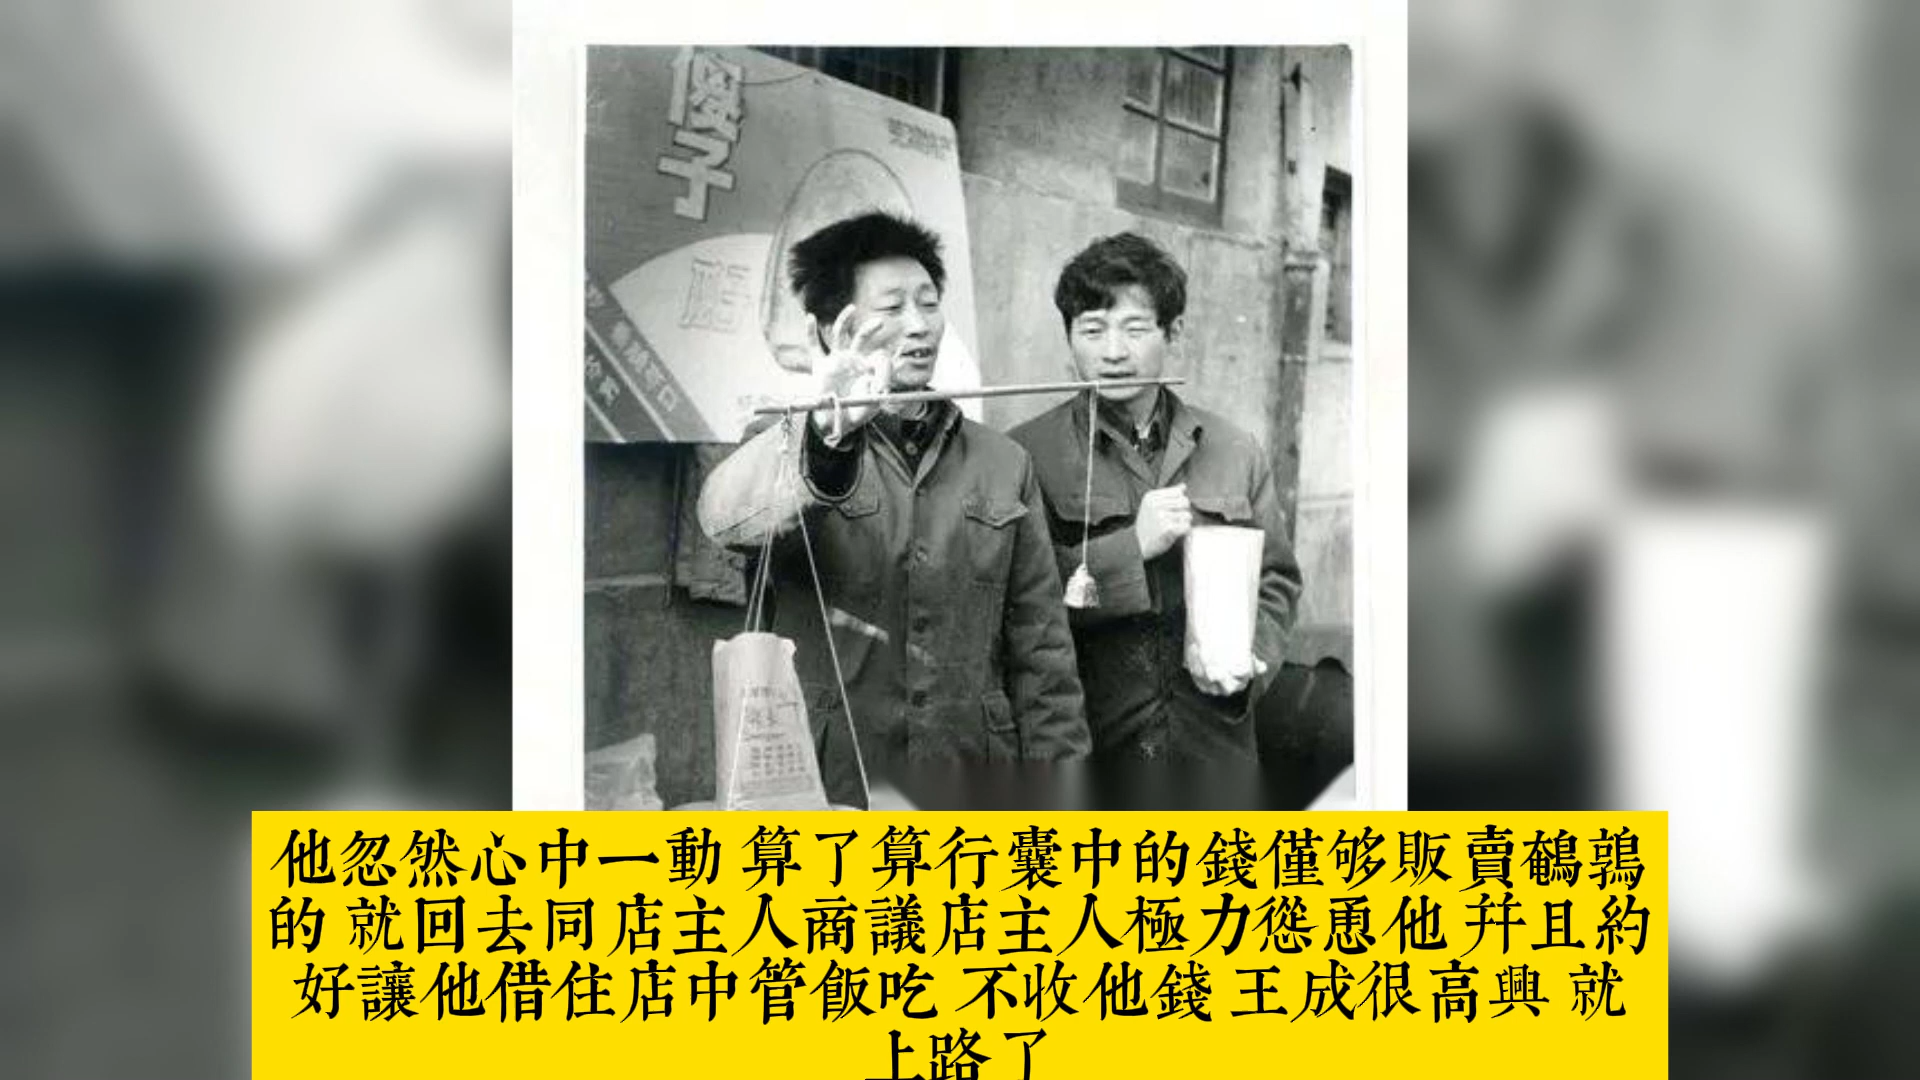 傻子
他忽然心中一動 算了算行囊中的錢僅够販賣鵪鶉
的 就回去同店主人商議店主人極力慫恿他 幷且約
好讓他借住店中管飯吃 不收他錢 王成很高興 就
上路了